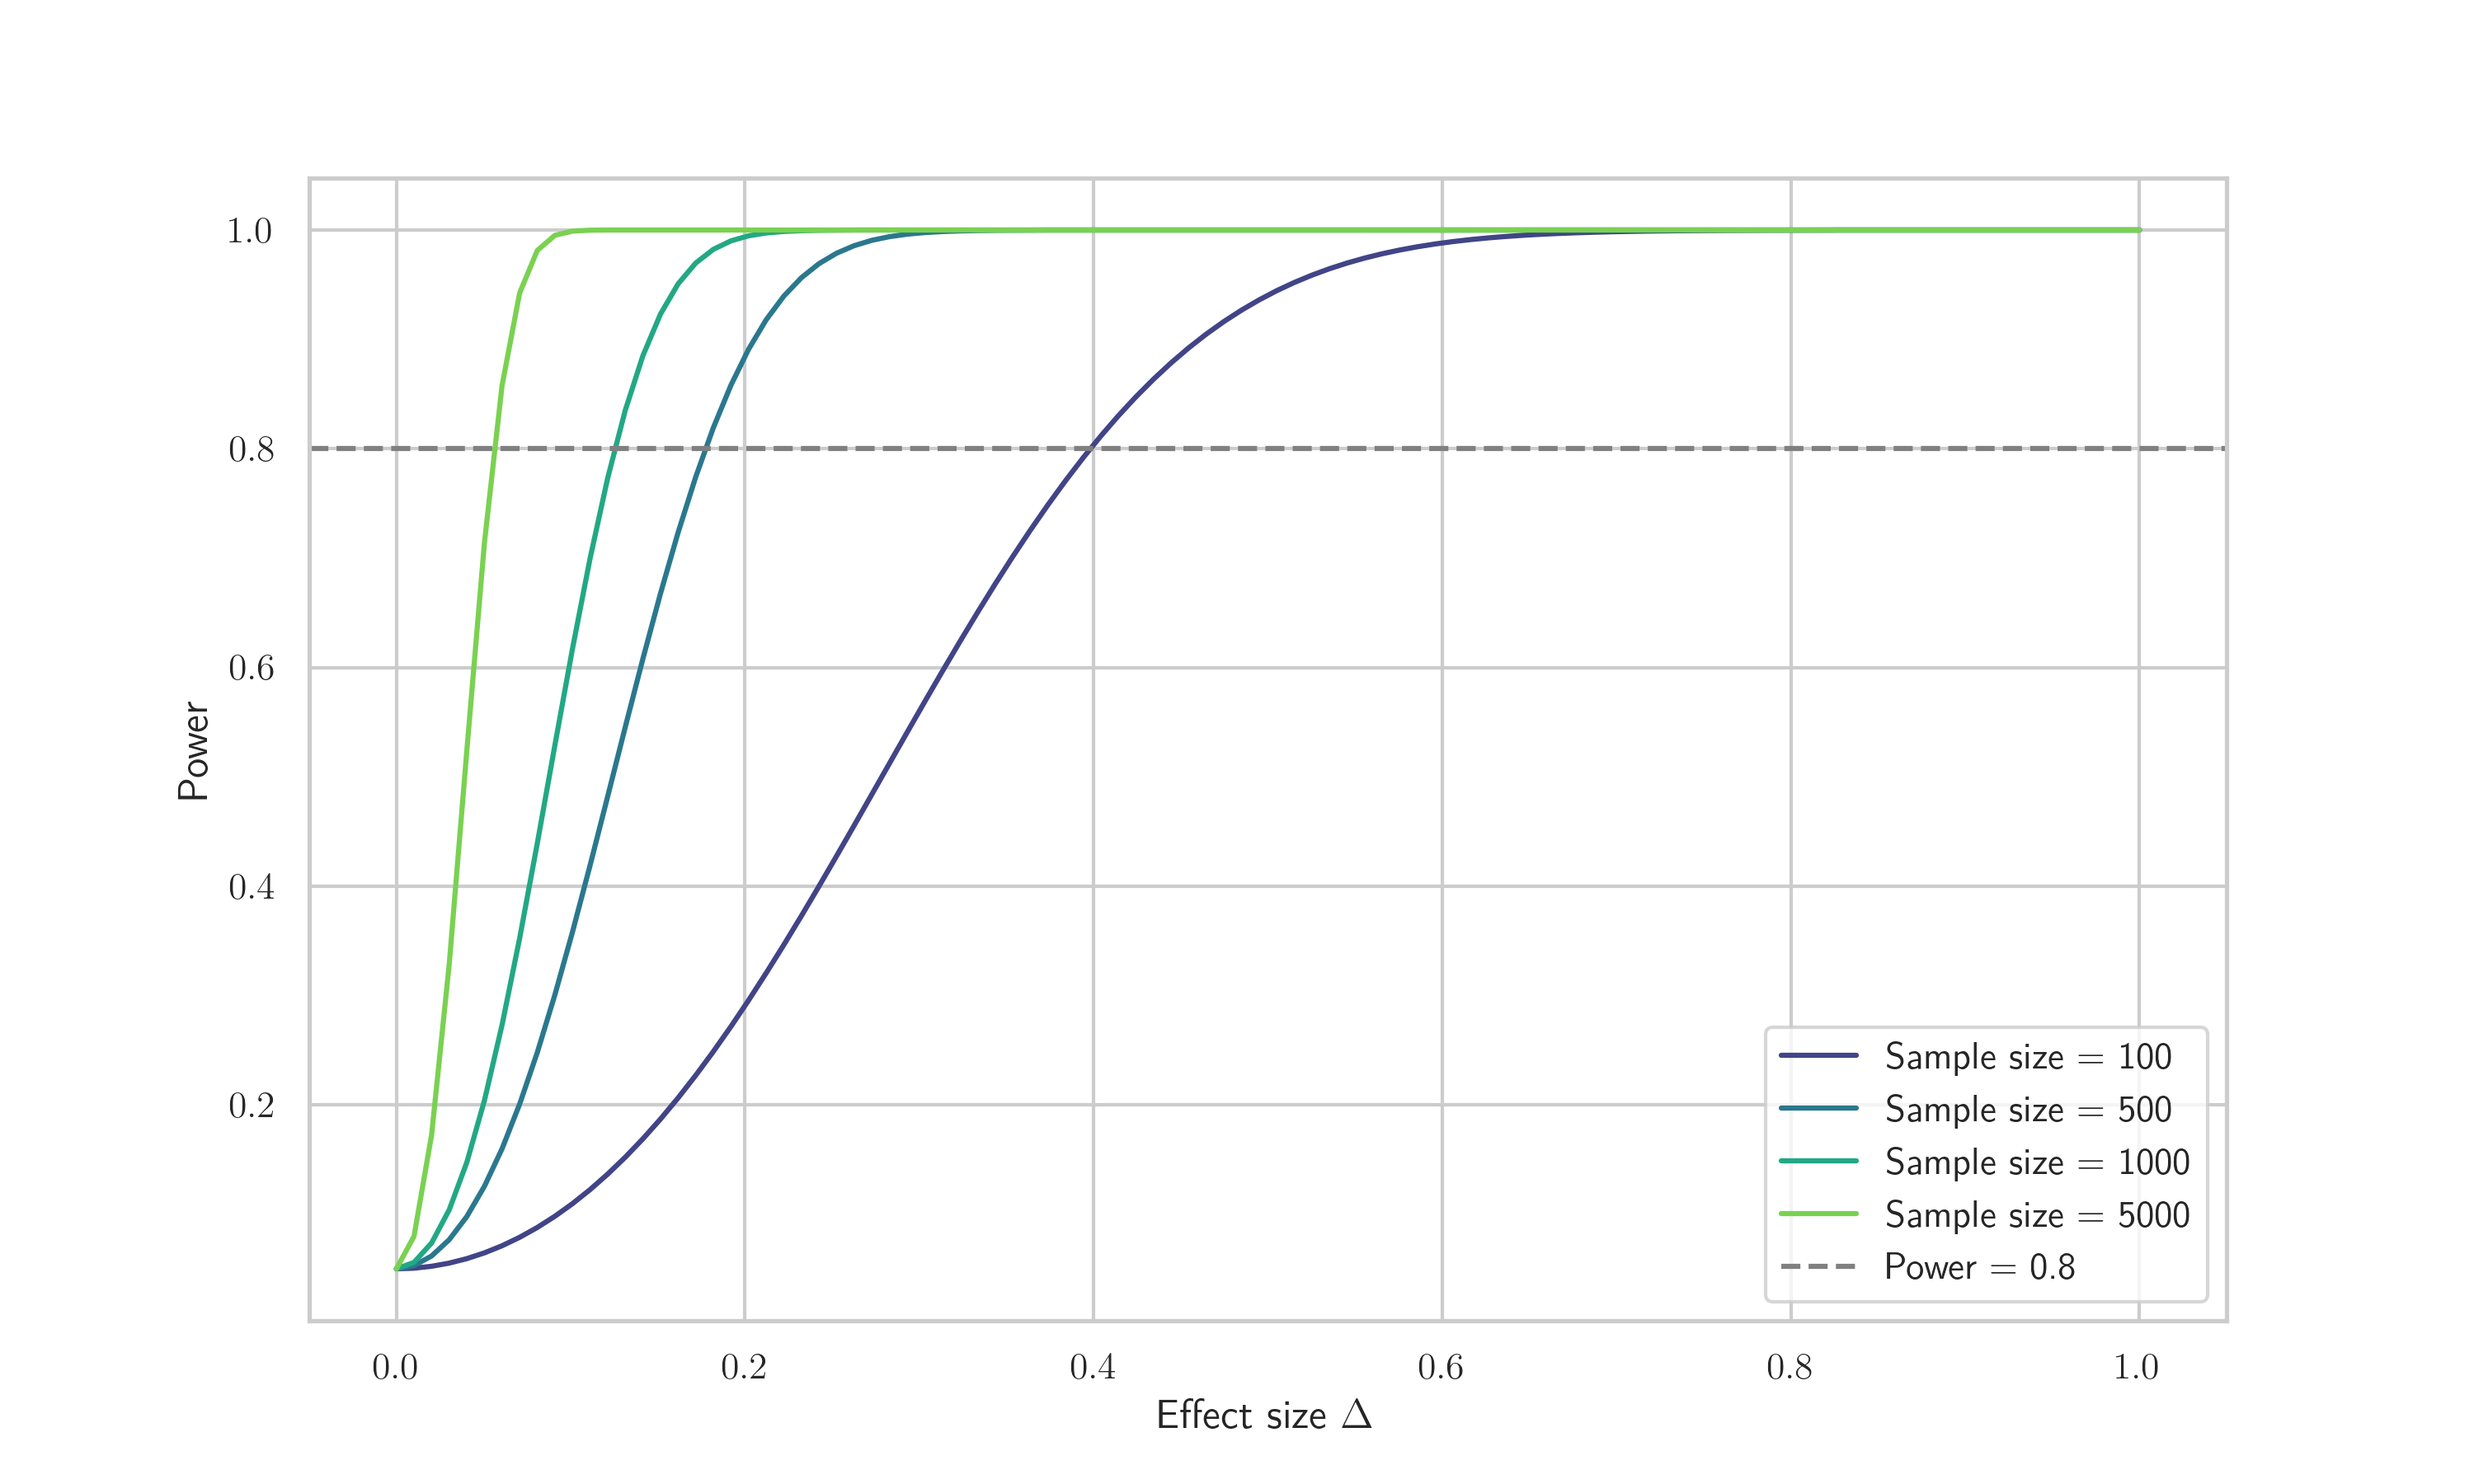 1.0
0.8
0.6
0.4
0.2
Power
0.0 0.2 0.4 0.6 0.8 1.0
Effect size Δ
Sample size = 100
Sample size = 500
Sample size = 1000
Sample size = 5000
Power = 0.8